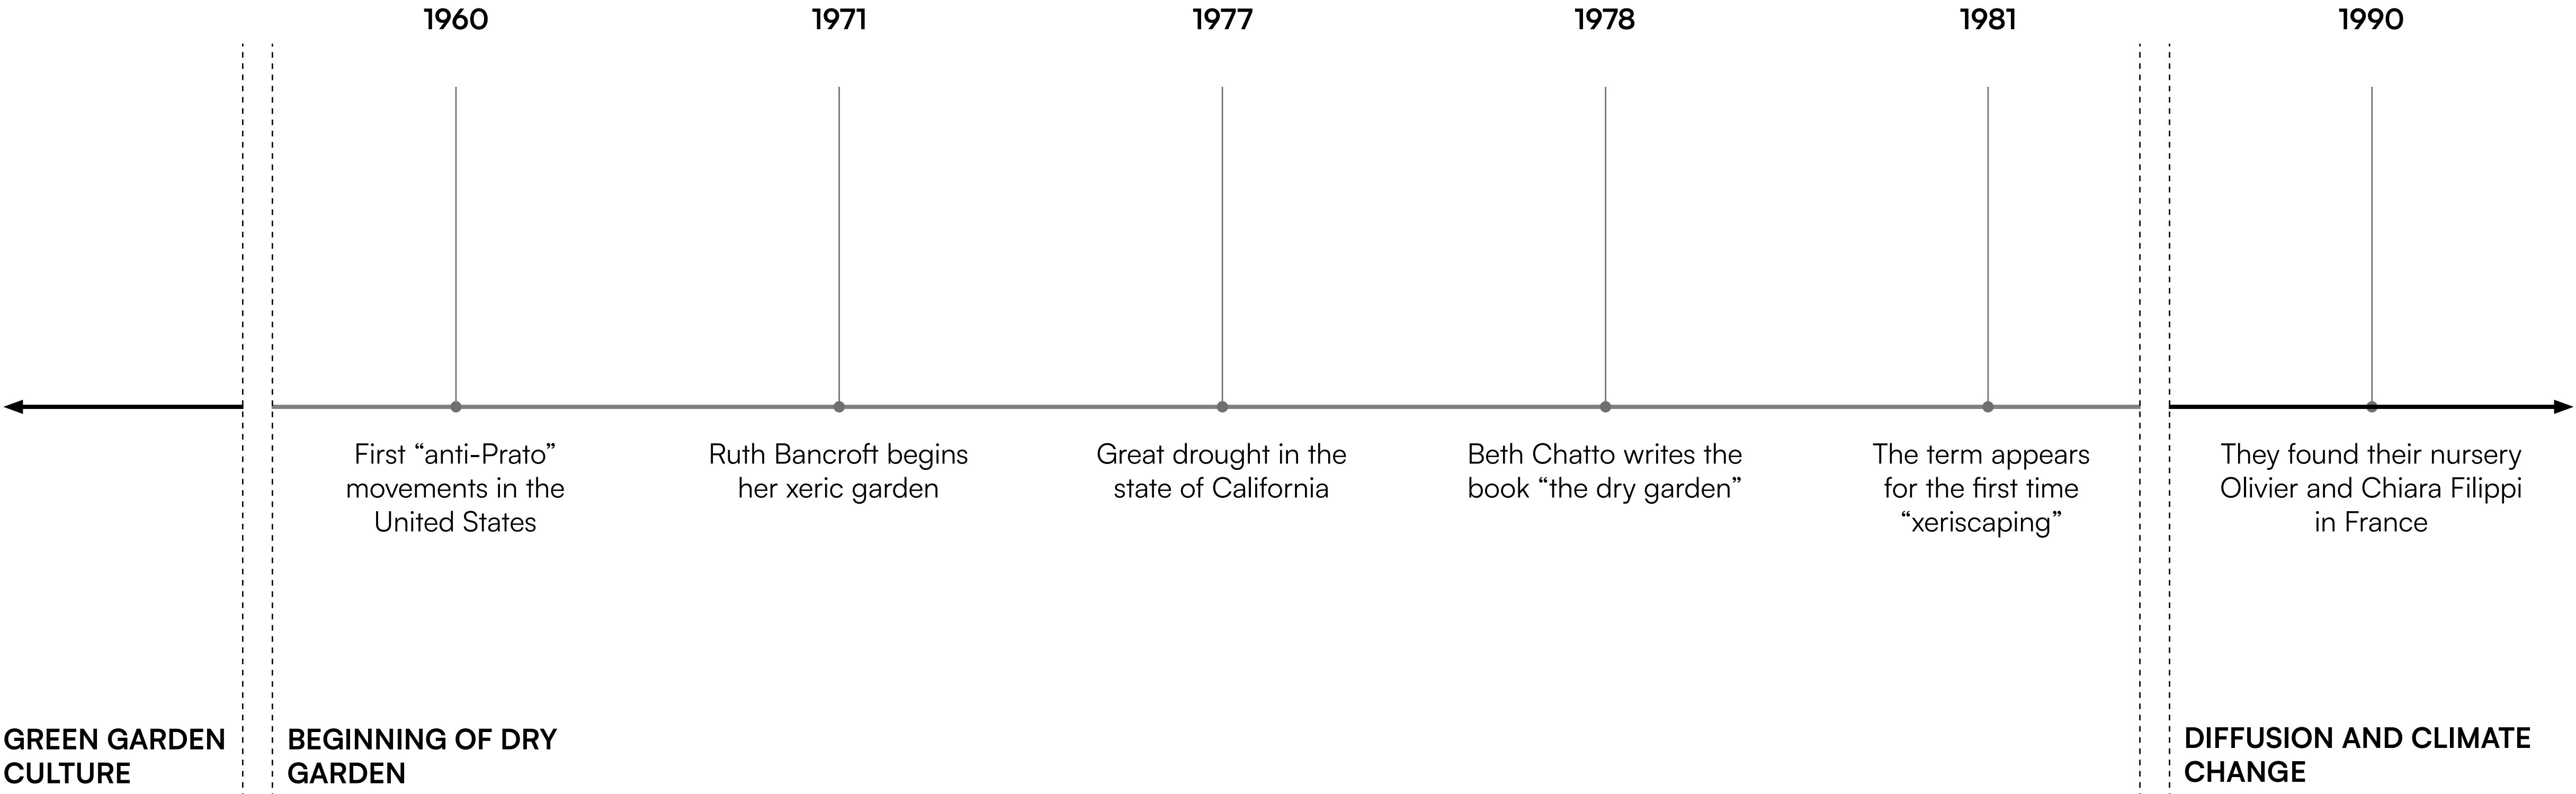 1960
1971
1977
1978
1981
1990
First “anti-Prato”
movements in the
United States
Ruth Bancroft begins
her xeric garden
Great drought in the
state of California
Beth Chatto writes the
book “the dry garden”
The term appears
for the first time
“xeriscaping”
They found their nursery
Olivier and Chiara Filippi
in France
GREEN GARDEN
CULTURE
BEGINNING OF DRY
GARDEN
DIFFUSION AND CLIMATE
CHANGE